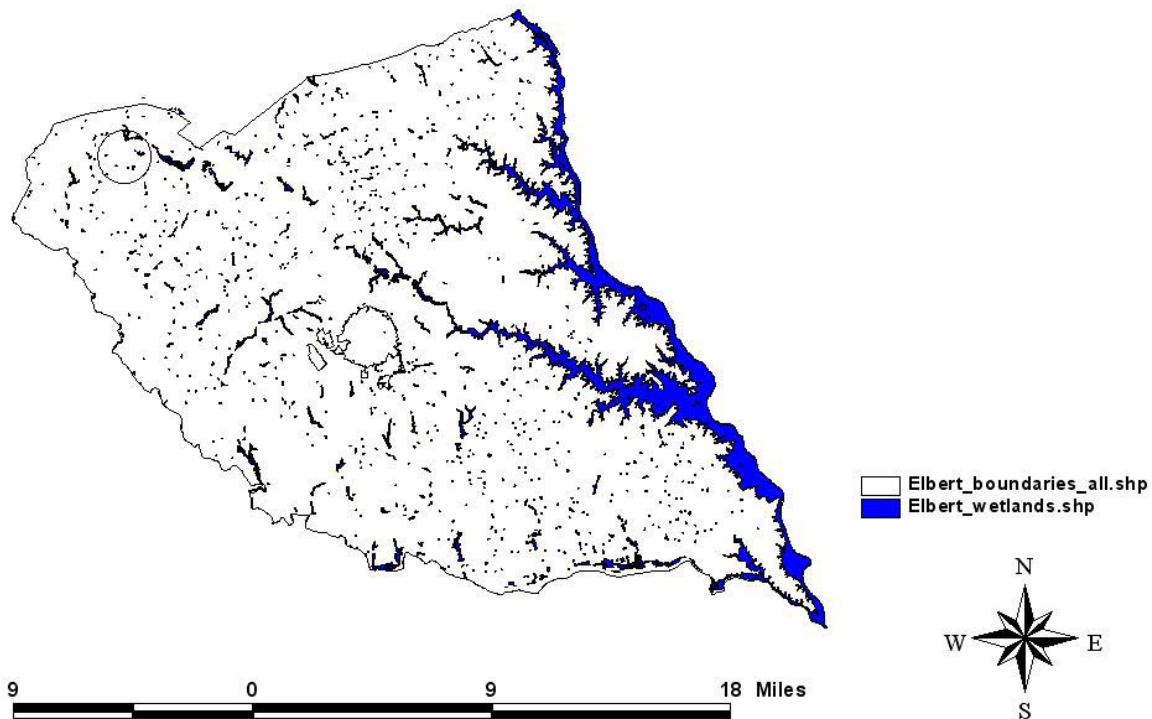 Elbert_boundaries_all.shp
Elbert_wetlands.shp
N
W E
S
9 0 9 18 Miles